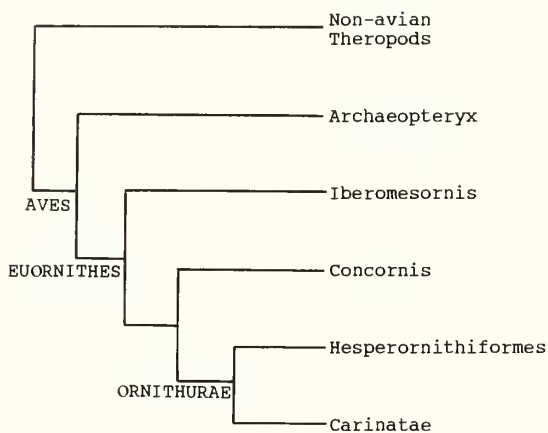 Non-avian
Theropods
Archaeopteryx
AVES
Iberomesornis
EUORNITHES
Concornis
Hesperornithiformes
ORNITHURAE
Carinatae